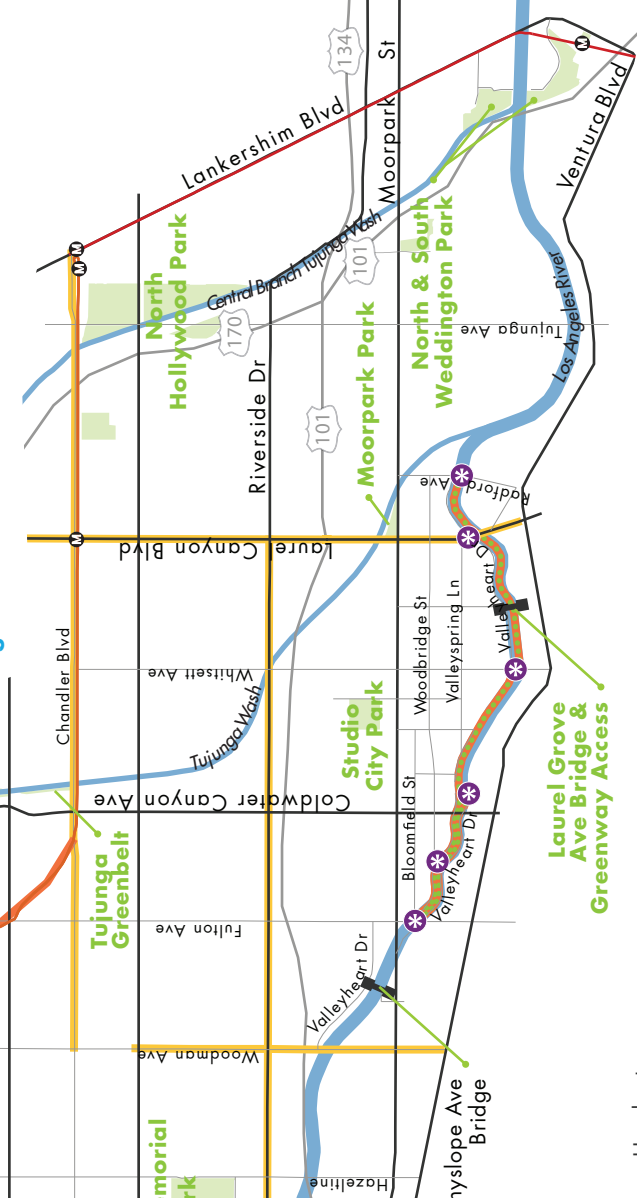 134
St
Moorpark
Lankershim Blvd
Ventura Blvd
M
M
M
North
Hollywood Park
Central Branch Tujunga Wash
101
170
North & South
Weddington Park
Tujunga Ave
Los Angeles River
Riverside Dr
Moorpark Park
101
Radford Ave
Laurel Canyon Blvd
M
Valleyheart D
Woodbridge St
Valleyspring Ln
Chandler Blvd
Whitsett Ave
Tujunga Wash
Studio
City Park
Laurel Grove
Ave Bridge &
Greenway Access
Coldwater Canyon Ave
Bloomfield St
Valleyheart Dr
Tujunga
Greenbelt
Fulton Ave
Valleyheart Dr
Woodman Ave
nyslope Ave
Bridge
morial
rk
Hazeltine